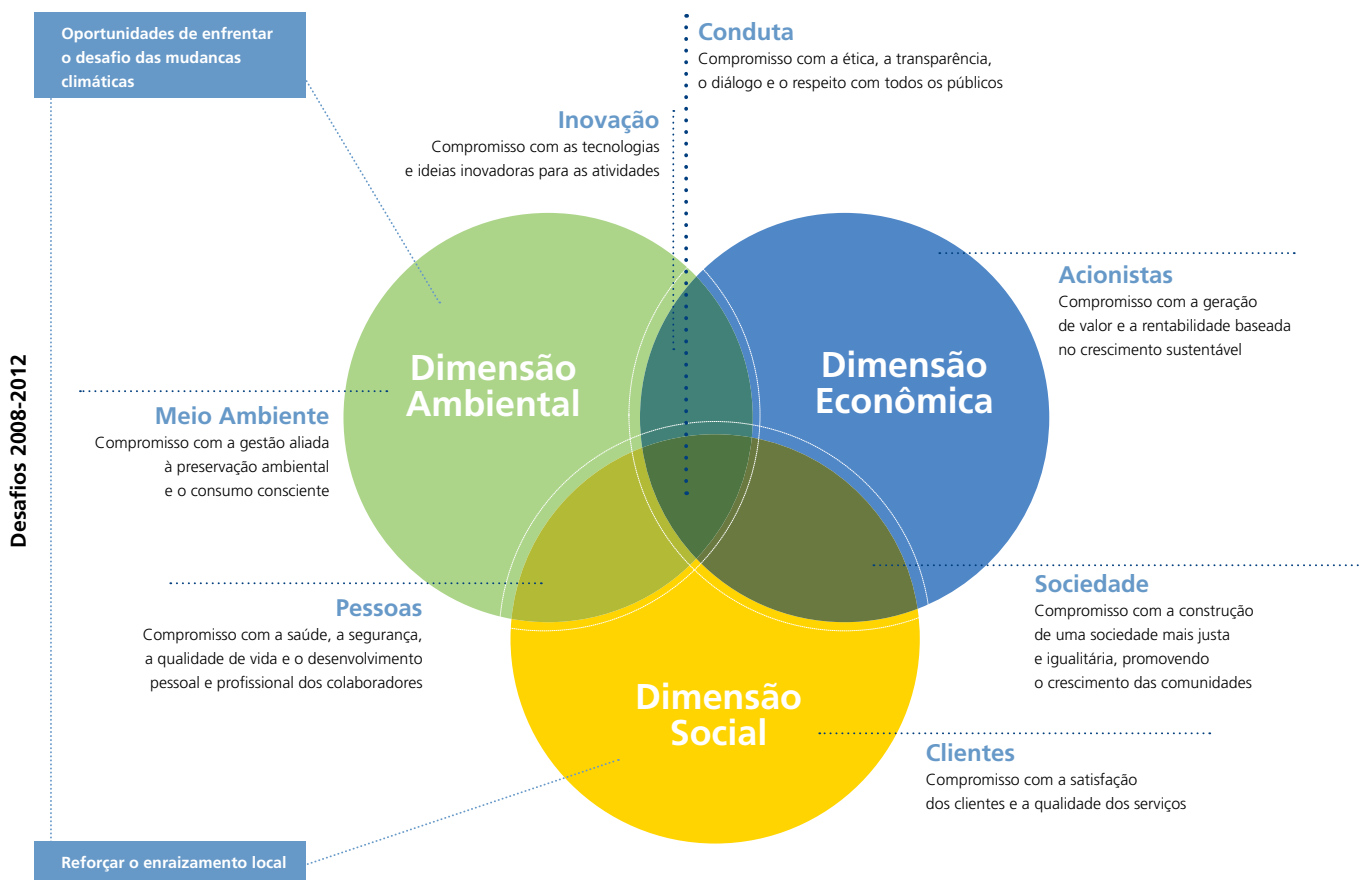 Oportunidades de enfrentar
o desafio das mudancas
climáticas
Conduta
Compromisso com a ética, a transparência,
o diálogo e o respeito com todos os públicos
Inovação
Compromisso com as tecnologias
e ideias inovadoras para as atividades
Acionistas
Compromisso com a geração
de valor e a rentabilidade baseada
no crescimento sustentável
Dimensão
Ambiental
Dimensão
Econômica
Desafios 2008-2012
Meio Ambiente
Compromisso com a gestão aliada
à preservação ambiental
e o consumo consciente
Pessoas
Compromisso com a saúde, a segurança,
a qualidade de vida e o desenvolvimento
pessoal e profissional dos colaboradores
Sociedade
Compromisso com a construção
de uma sociedade mais justa
e igualitária, promovendo
o crescimento das comunidades
Dimensão
Social
Clientes
Compromisso com a satisfação
dos clientes e a qualidade dos serviços
Reforçar o enraizamento local